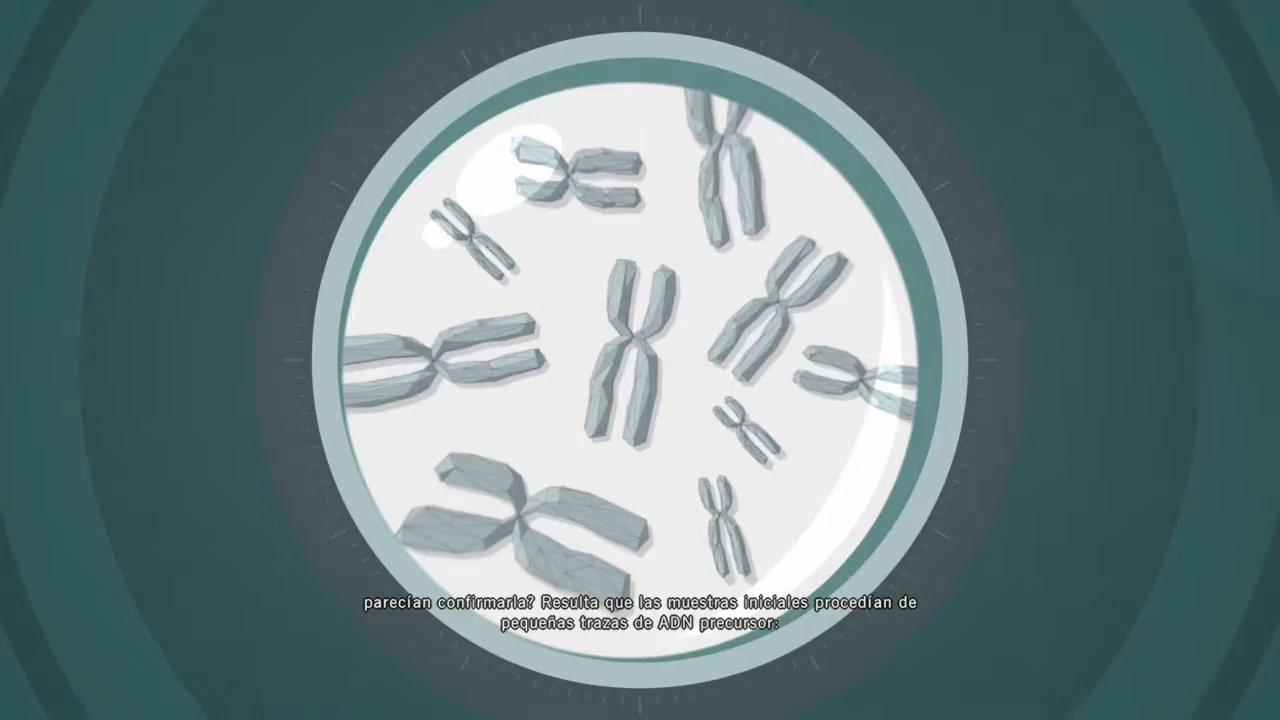 parecían confirmarla? Resulta que las muestras iniciales procedían de
pequeñas trazas de ADN precursor: